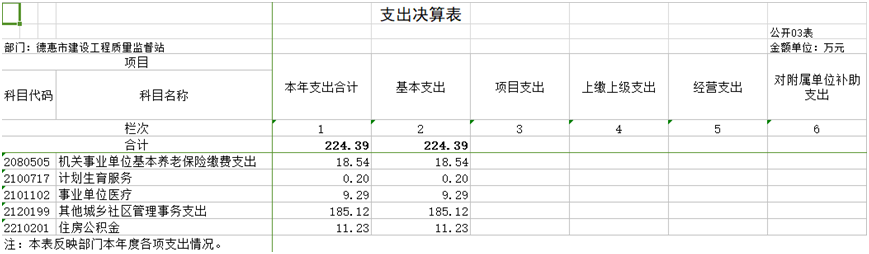 支出决算表
公开03表
部门：德惠市建设工程质量监督站 金额单位：万元
项目 本年支出合计 基本支出 项目支出 上缴上级支出 经营支出 对附属单位补助支出
科目代码 科目名称
栏次 1 2 3 4 5 6
合计 224.39 224.39
2080505 机关事业单位基本养老保险缴费支出 18.54 18.54
2100717 计划生育服务 0.20 0.20
2101102 事业单位医疗 9.29 9.29
2120199 其他城乡社区管理事务支出 185.12 185.12
2210201 住房公积金 11.23 11.23
注：本表反映部门本年度各项支出情况。